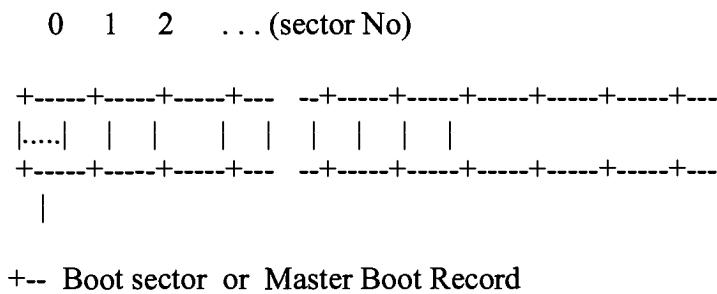 0 1 2 ... (sector No)
+-----+-----+-----+--- --+-----+-----+-----+-----+-----+---
|.....| | | | | | | | |
+-----+-----+-----+--- --+-----+-----+-----+-----+-----+---
|
+-- Boot sector or Master Boot Record